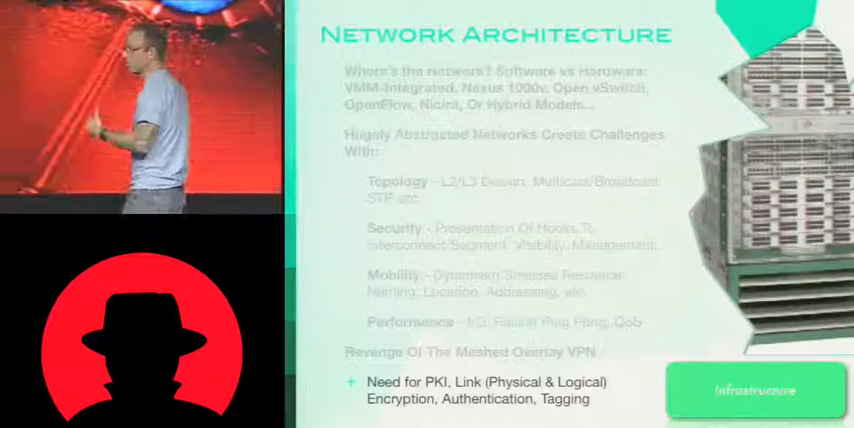 NETWORK ARCHITECTURE
Where's the network? Software vs Hardware:
VMM-Integrated, Nexus 1000v, Open vSwitch,
OpenFlow, Nicira, Or Hybrid Models...
Hugely Abstracted Networks Create Challenges
With:
Topology - L2/L3 Design, Multicast/Broadcast,
STP etc.
Security - Presentation Of Hooks To
Interconnect/Segment, Visibility, Management
Mobility - Dynamism Stresses Resource
Naming, Location, Addressing, etc.
Performance - I/O, Packet Ping Pong, QoS
Revenge Of The Meshed Overlay VPN
+ Need for PKI, Link (Physical & Logical)
Encryption, Authentication, Tagging
Infrastructure